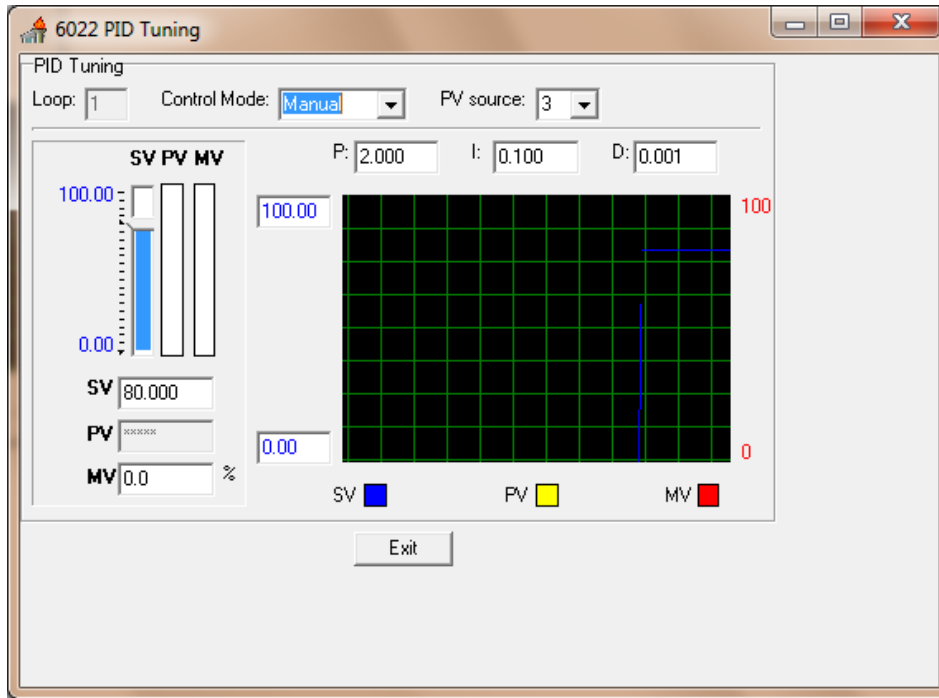 6022 PID Tuning
PID Tuning
Loop: 1 Control Mode: Manual PV source: 3
SV PV MV P: 2.000 I: 0.100 D: 0.001
100.00 100.00 100
0.00 0.00 0
SV 80.000
PV *****
MV 0.0 %
SV PV MV
Exit